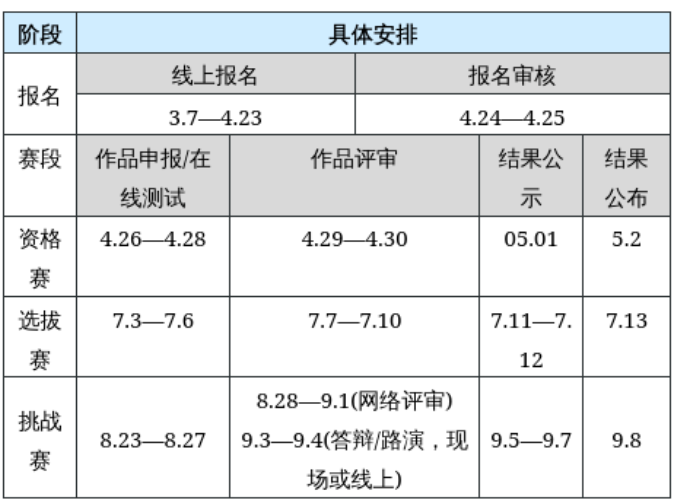 阶段 具体安排
报名 线上报名 报名审核
3.7—4.23 4.24—4.25
赛段 作品申报/在线测试 作品评审 结果公示 结果公布
资格赛 4.26—4.28 4.29—4.30 05.01 5.2
选拔赛 7.3—7.6 7.7—7.10 7.11—7.12 7.13
挑战赛 8.23—8.27 8.28—9.1(网络评审)
9.3—9.4(答辩/路演，现
场或线上) 9.5—9.7 9.8